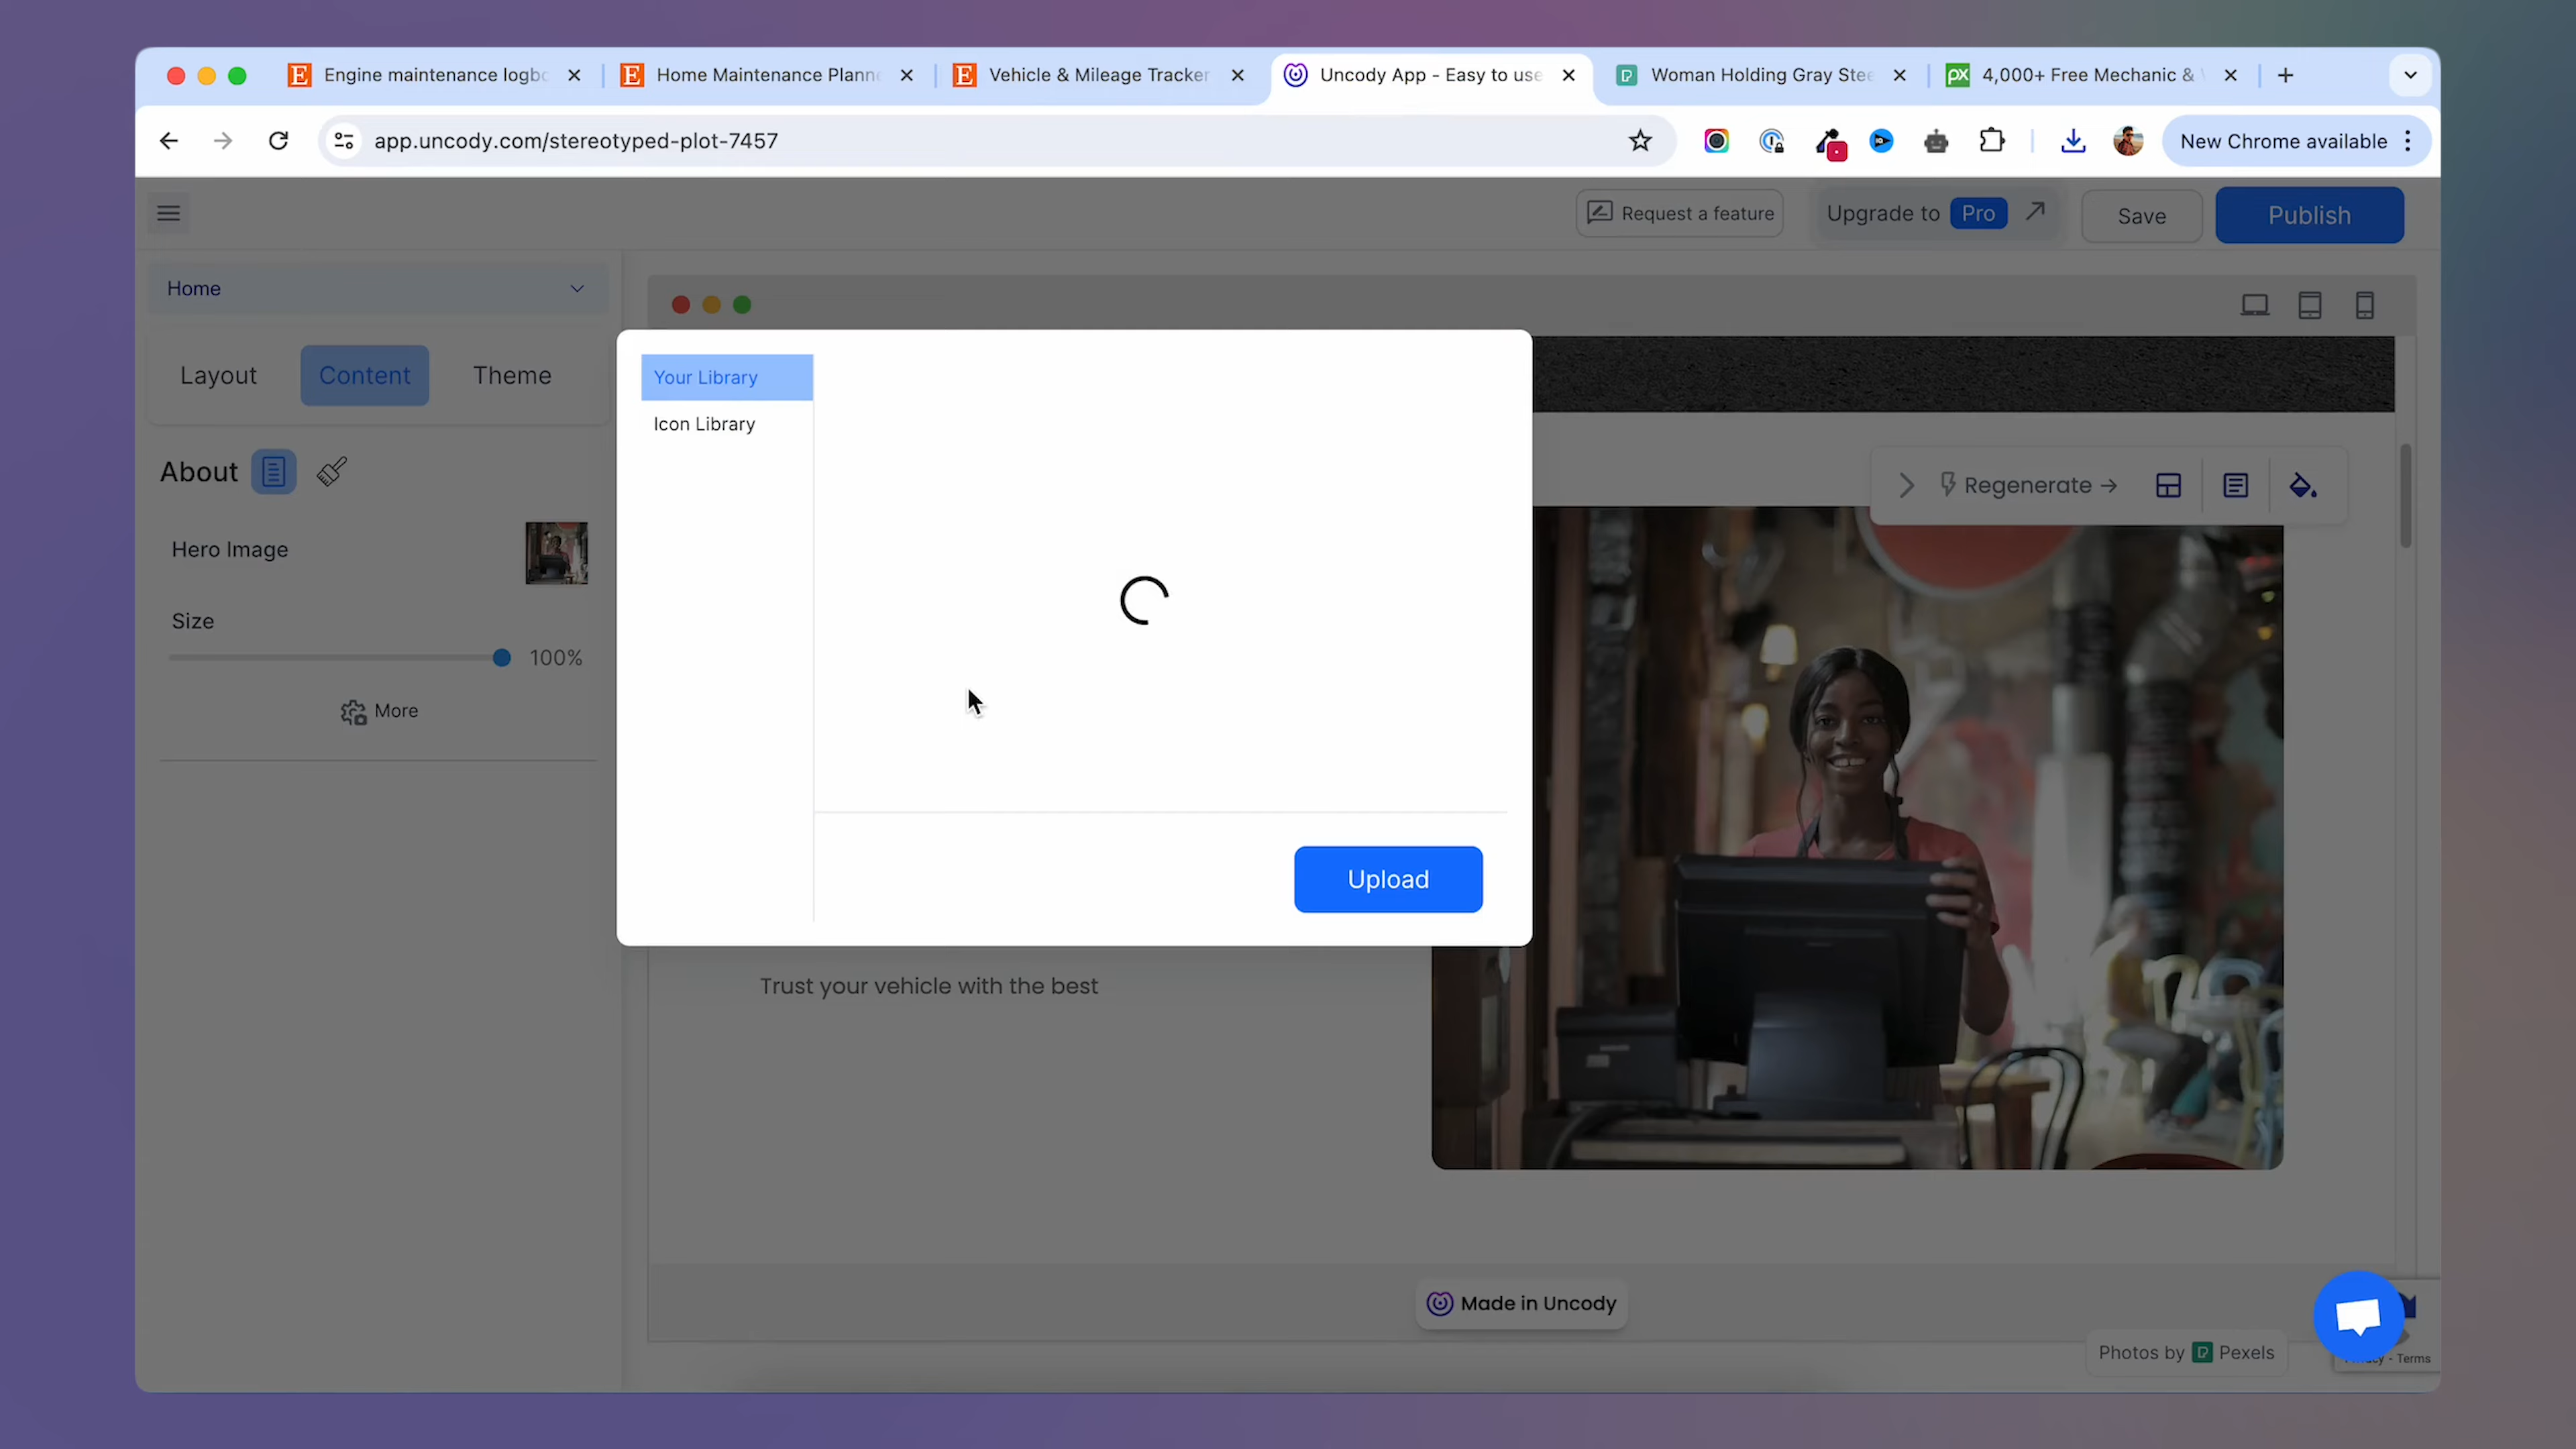 Engine maintenance logbo
Home Maintenance Plann
Vehicle & Mileage Tracker
Uncody App - Easy to use
Woman Holding Gray Stee
4,000+ Free Mechanic &
app.uncody.com/stereotyped-plot-7457
New Chrome available
Request a feature
Upgrade to Pro
Save
Publish
Home
Layout
Content
Theme
Your Library
Icon Library
About
Regenerate
Hero Image
Size
100%
More
Upload
Trust your vehicle with the best
Made in Uncody
Photos by Pexels
- Terms